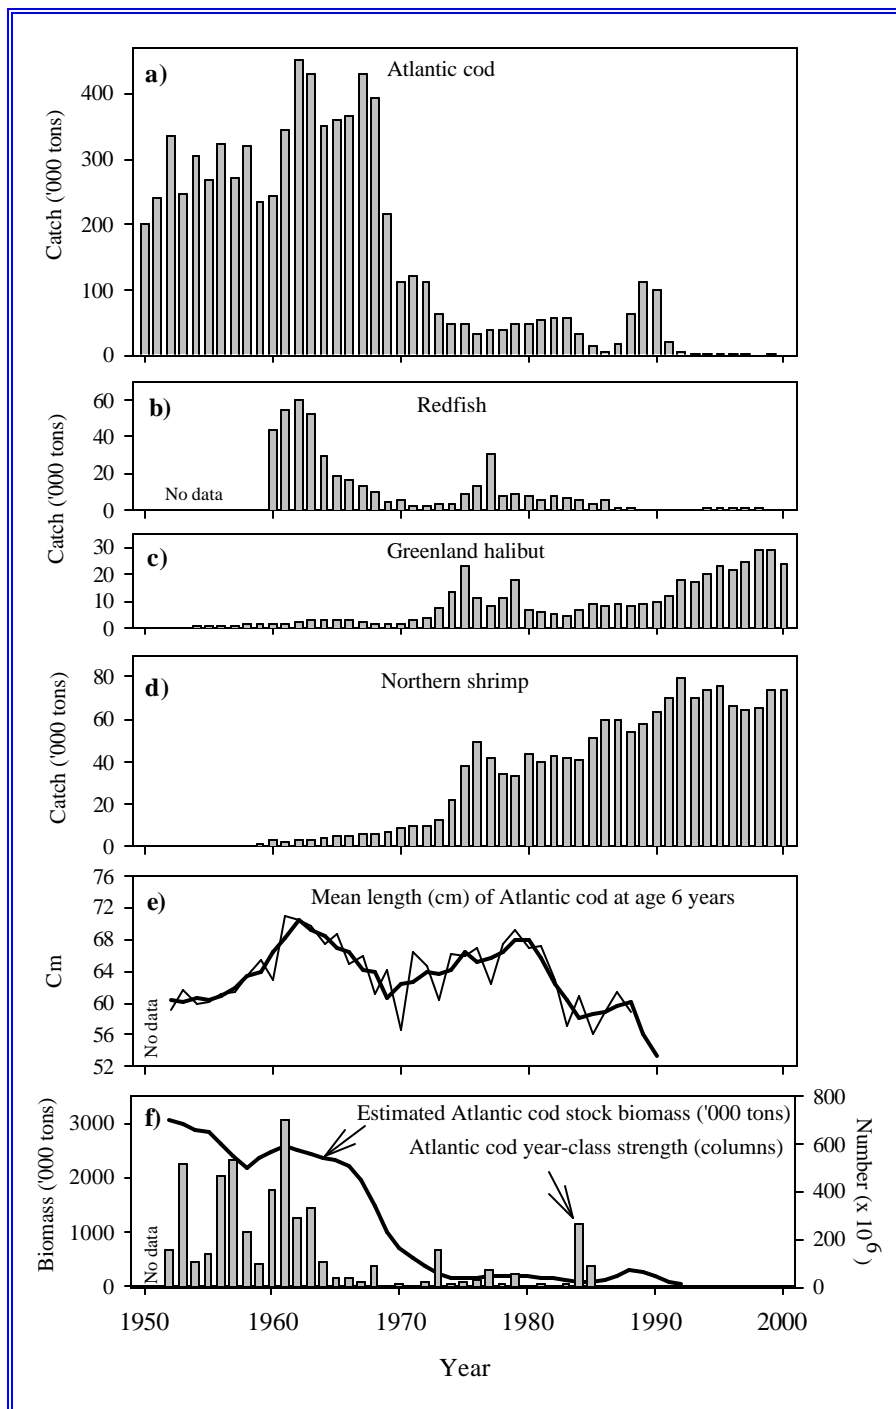 a)
Atlantic cod
Catch ('000 tons)
400
300
200
100
0
b)
Redfish
No data
Catch ('000 tons)
60
40
20
0
c)
Greenland halibut
30
20
10
0
d)
Northern shrimp
Catch ('000 tons)
80
60
40
20
0
e)
Mean length (cm) of Atlantic cod at age 6 years
Cm
76
72
68
64
60
56
52
No data
f)
Estimated Atlantic cod stock biomass ('000 tons)
Atlantic cod year-class strength (columns)
Biomass ('000 tons)
3000
2000
1000
0
No data
800
600
400
200
0
Number (x 10^6 )
1950 1960 1970 1980 1990 2000
Year